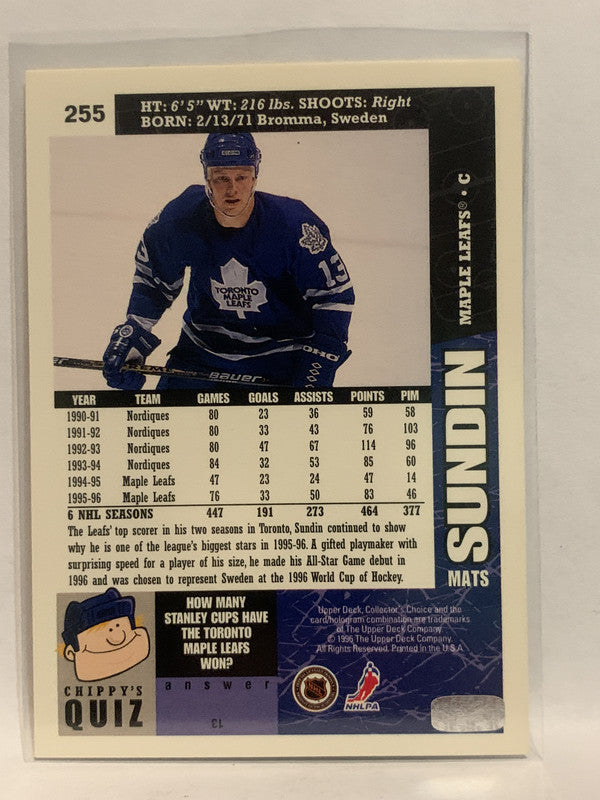 255
HT: 6' 5" WT: 216 lbs. SHOOTS: Right
BORN: 2/13/71 Bromma, Sweden
13
13
TORONTO
MAPLE
LEAFS
BAUER
OHO
MAPLE LEAFS® • C
MATS
SUNDIN
YEAR TEAM GAMES GOALS ASSISTS POINTS PIM
1990-91 Nordiques 80 23 36 59 58
1991-92 Nordiques 80 33 43 76 103
1992-93 Nordiques 80 47 67 114 96
1993-94 Nordiques 84 32 53 85 60
1994-95 Maple Leafs 47 23 24 47 14
1995-96 Maple Leafs 76 33 50 83 46
6 NHL SEASONS 447 191 273 464 377
The Leafs' top scorer in his two seasons in Toronto, Sundin continued to show
why he is one of the league's biggest stars in 1995-96. A gifted playmaker with
surprising speed for a player of his size, he made his All-Star Game debut in
1996 and was chosen to represent Sweden at the 1996 World Cup of Hockey.
CHIPPY'S
QUIZ
HOW MANY
STANLEY CUPS HAVE
THE TORONTO
MAPLE LEAFS
WON?
answer
13
Upper Deck, Collector's Choice and the
card/hologram combination are trademarks
of The Upper Deck Company.
© 1996 The Upper Deck Company.
All Rights Reserved. Printed in the U.S.A.
NHL
NHLPA